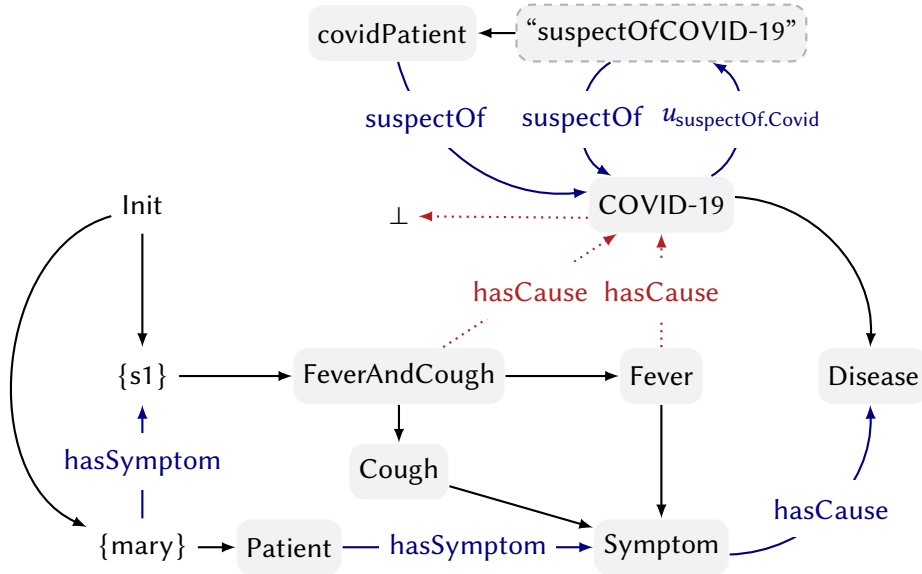 covidPatient
“suspectOfCOVID-19”
suspectOf
suspectOf
u_suspectOf.Covid
Init
⊥
COVID-19
hasCause
hasCause
{s1}
FeverAndCough
Fever
Disease
hasSymptom
Cough
hasCause
{mary}
Patient
hasSymptom
Symptom